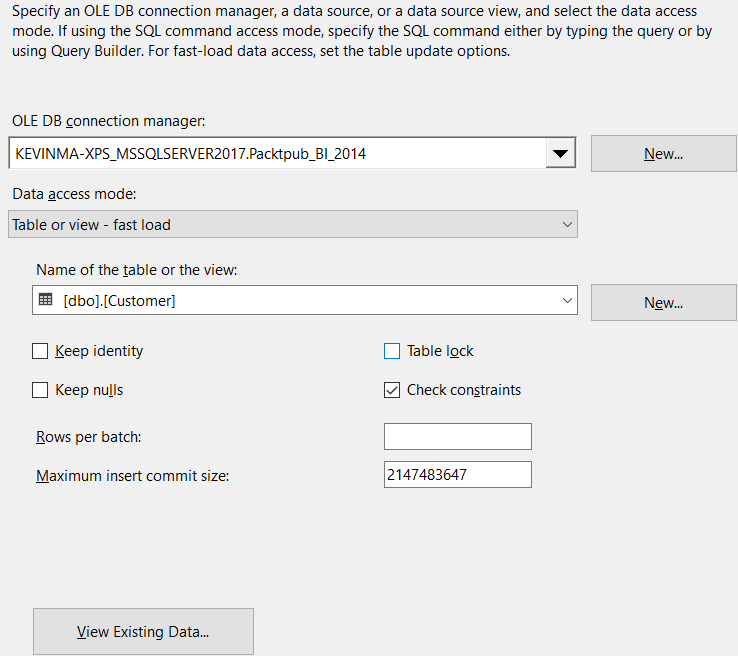 Specify an OLE DB connection manager, a data source, or a data source view, and select the data access
mode. If using the SQL command access mode, specify the SQL command either by typing the query or by
using Query Builder. For fast-load data access, set the table update options.
OLE DB connection manager:
KEVINMA-XPS_MSSQLSERVER2017.Packtpub_BI_2014
New...
Data access mode:
Table or view - fast load
Name of the table or the view:
[dbo].[Customer]
New...
Keep identity
Table lock
Keep nulls
Check constraints
Rows per batch:
Maximum insert commit size:
2147483647
View Existing Data...